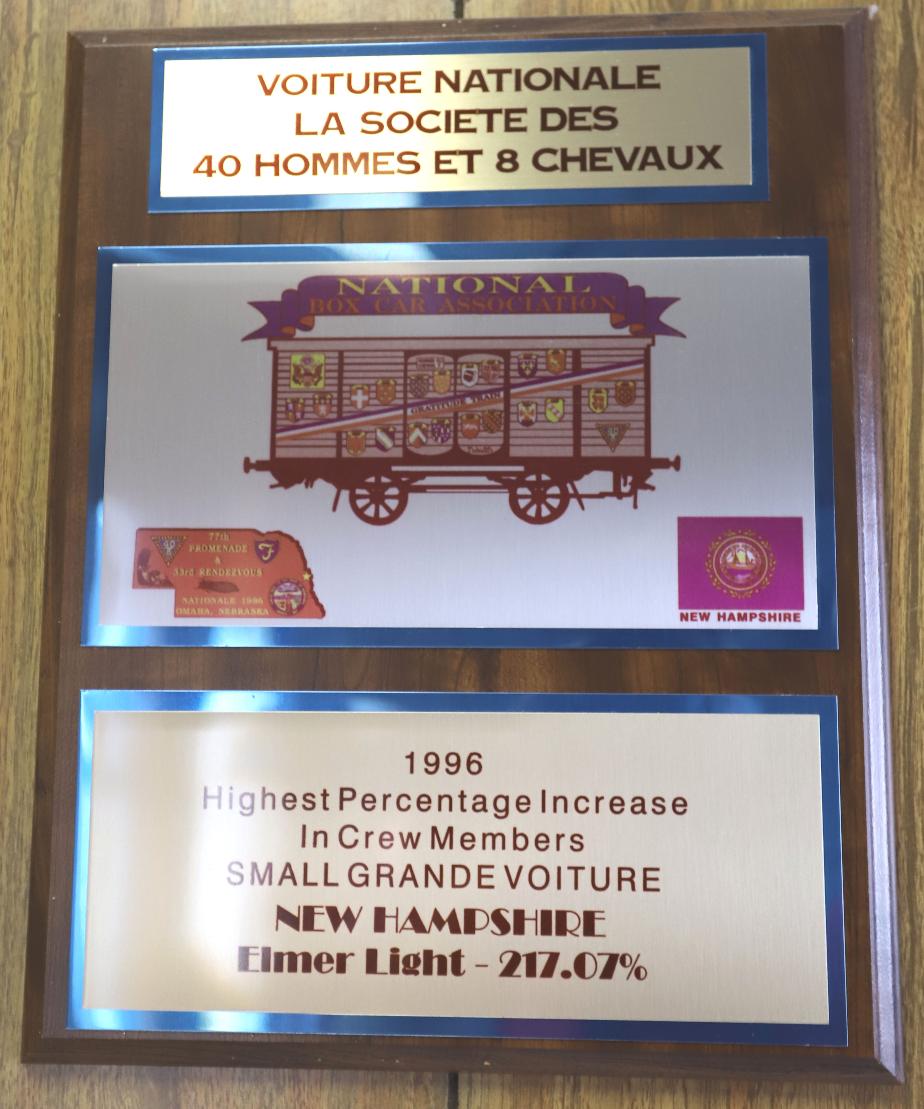 VOITURE NATIONALE
LA SOCIETE DES
40 HOMMES ET 8 CHEVAUX
NATIONAL
BOX CAR ASSOCIATION
GRATITUDE TRAIN
77th
PROMENADE
&
53rd RENDEZVOUS
NATIONALE 1996
OMAHA, NEBRASKA
NEW HAMPSHIRE
1996
Highest Percentage Increase
In Crew Members
SMALL GRANDE VOITURE
NEW HAMPSHIRE
Elmer Light - 217.07%